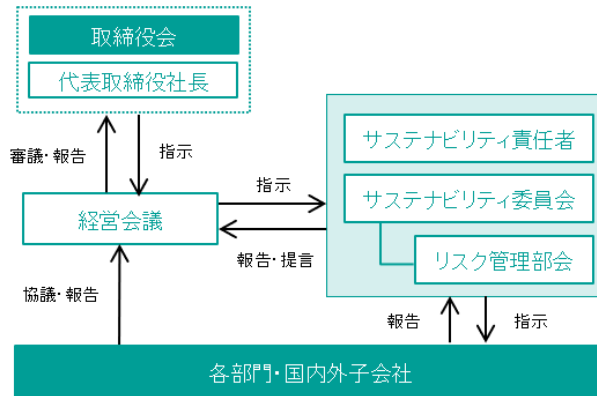 取締役会
代表取締役社長
審議・報告
指示
経営会議
指示
報告・提言
サステナビリティ責任者
サステナビリティ委員会
リスク管理部会
協議・報告
報告
指示
各部門・国内外子会社